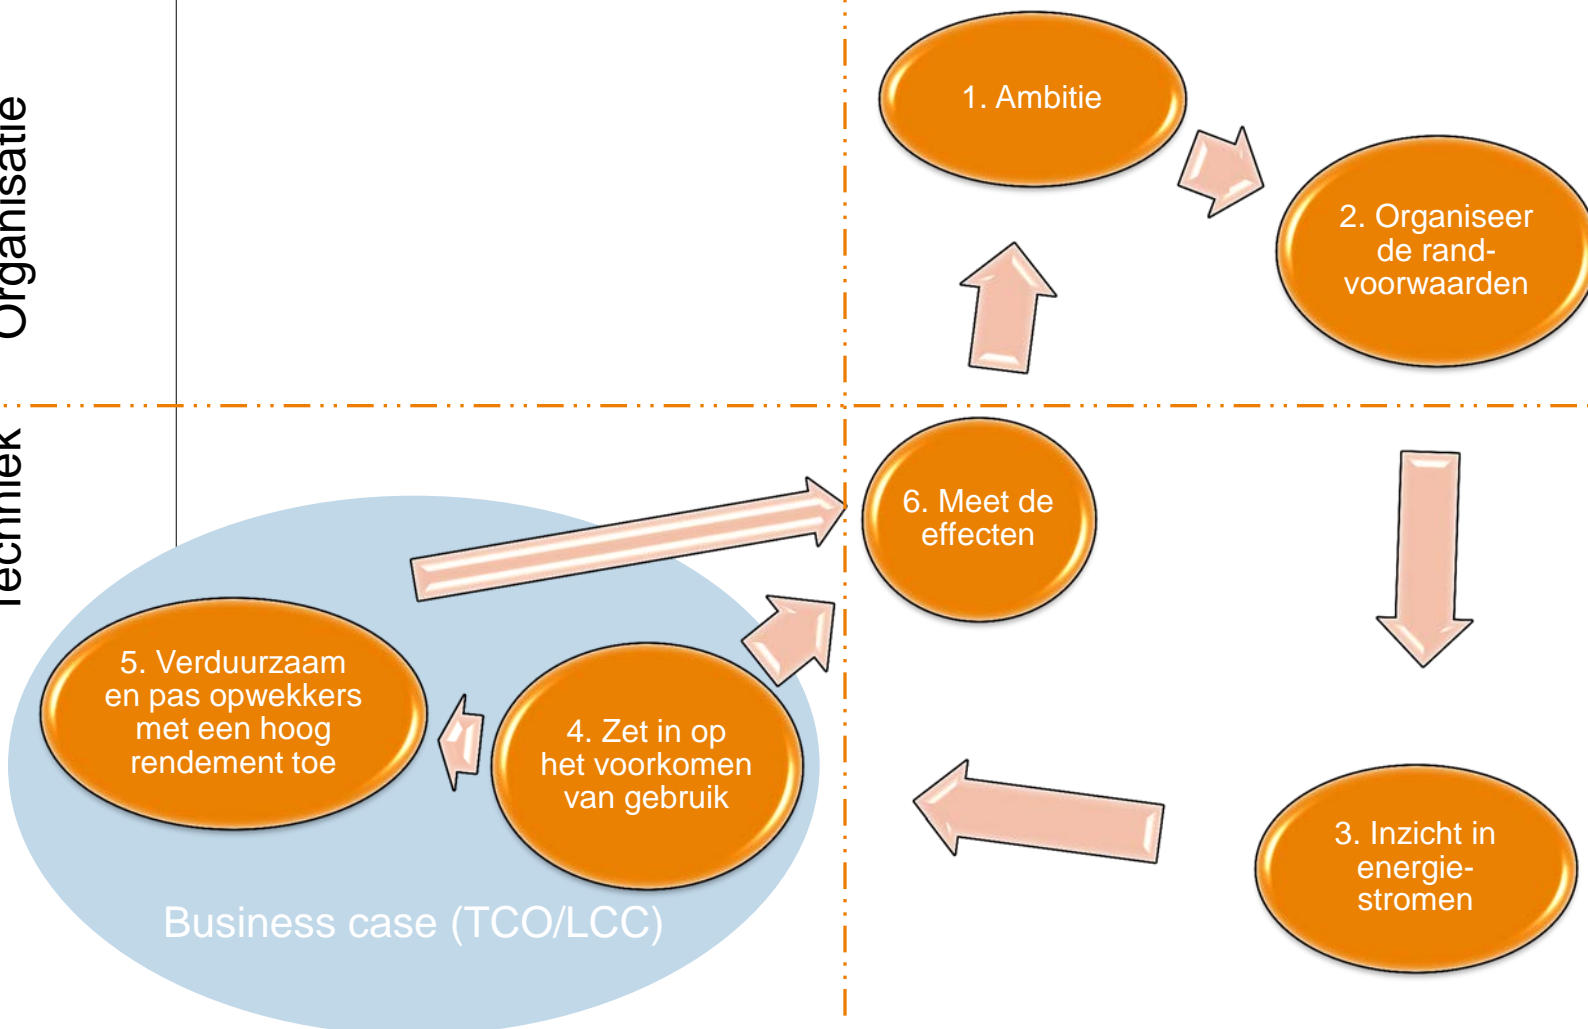 Organisatie
1. Ambitie
2. Organiseer
de rand-
voorwaarden
Techniek
6. Meet de
effecten
5. Verduurzaam
en pas opwekkers
met een hoog
rendement toe
4. Zet in op
het voorkomen
van gebruik
3. Inzicht in
energie-
stromen
Business case (TCO/LCC)